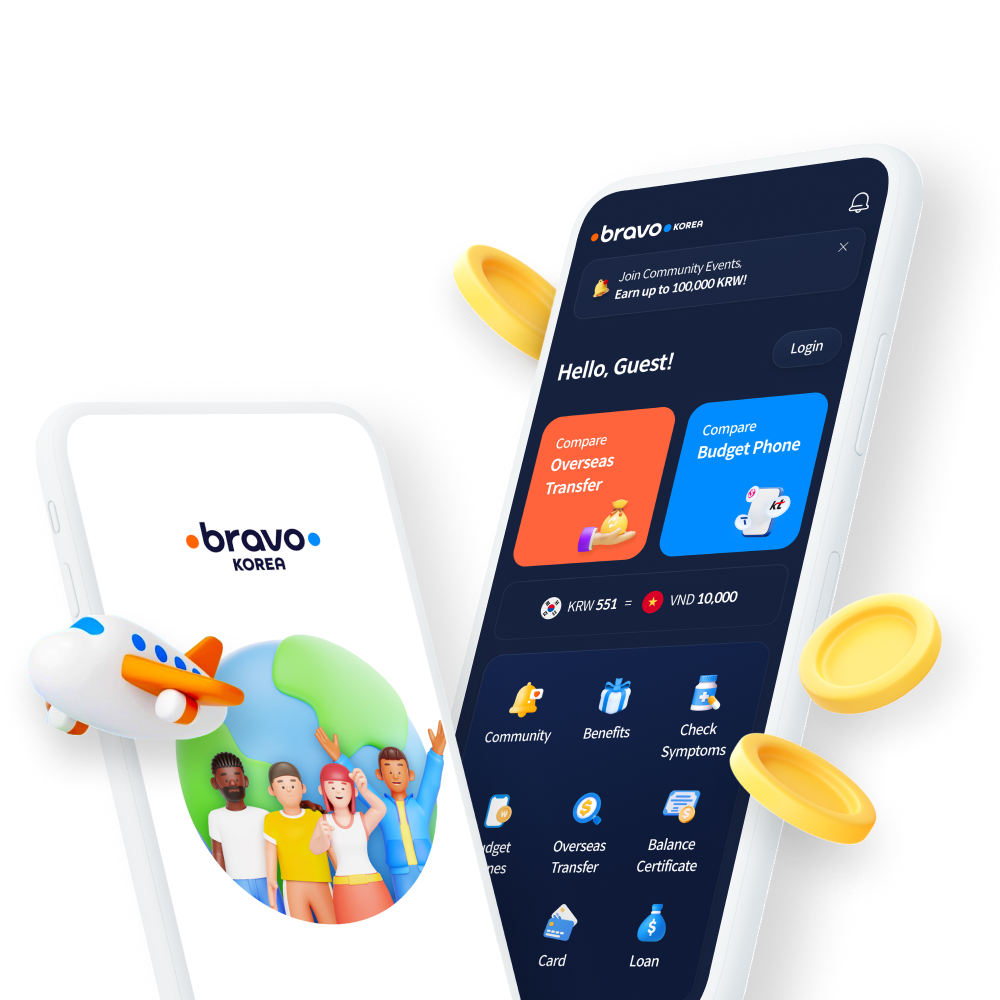 bravo KOREA
Join Community Events,
Earn up to 100,000 KRW!
Hello, Guest!
Login
Compare
Overseas
Transfer
Compare
Budget Phone
kt
KRW 551 = VND 10,000
Community
Benefits
Check
Symptoms
Overseas
Transfer
Balance
Certificate
Card
Loan
bravo
KOREA